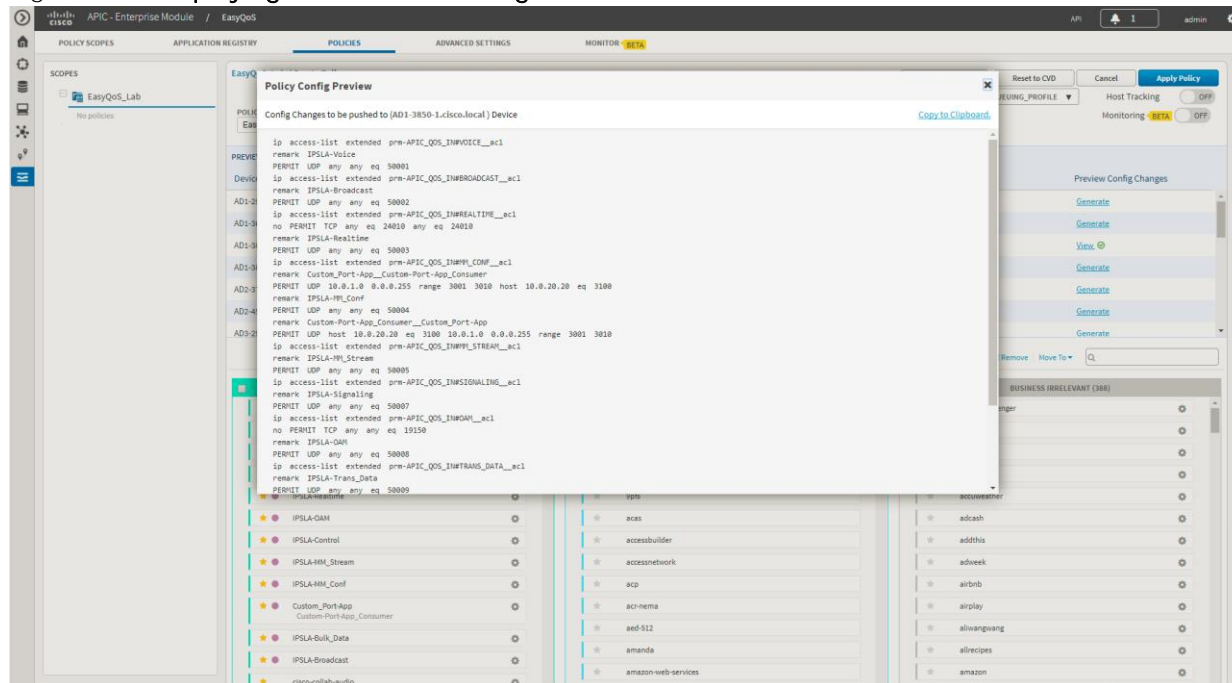 cisco APIC - Enterprise Module / EasyQoS API 1 admin
POLICY SCOPES APPLICATION REGISTRY POLICIES ADVANCED SETTINGS MONITOR BETA
SCOPES
EasyQoS_Lab
No policies
Reset to CVD Cancel Apply Policy
QUEUING_PROFILE Host Tracking OFF
Monitoring BETA OFF
Policy Config Preview
Config Changes to be pushed to (AD1-3850-1.cisco.local ) Device Copy to Clipboard.
ip access-list extended prm-APIC_QOS_IN#VOICE__acl
remark IPSLA-Voice
PERMIT UDP any any eq 50001
ip access-list extended prm-APIC_QOS_IN#BROADCAST__acl
remark IPSLA-Broadcast
PERMIT UDP any any eq 50002
ip access-list extended prm-APIC_QOS_IN#REALTIME__acl
no PERMIT TCP any eq 24010 any eq 24010
remark IPSLA-Realtime
PERMIT UDP any any eq 50003
ip access-list extended prm-APIC_QOS_IN#MM_CONF__acl
remark Custom_Port-App__Custom-Port-App_Consumer
PERMIT UDP 10.0.1.0 0.0.0.255 range 3001 3010 host 10.0.20.20 eq 3100
remark IPSLA-MM_Conf
PERMIT UDP any any eq 50004
remark Custom-Port-App_Consumer__Custom_Port-App
PERMIT UDP host 10.0.20.20 eq 3100 10.0.1.0 0.0.0.255 range 3001 3010
ip access-list extended prm-APIC_QOS_IN#MM_STREAM__acl
remark IPSLA-MM_Stream
PERMIT UDP any any eq 50005
ip access-list extended prm-APIC_QOS_IN#SIGNALING__acl
remark IPSLA-Signaling
PERMIT UDP any any eq 50007
ip access-list extended prm-APIC_QOS_IN#OAM__acl
no PERMIT TCP any any eq 19150
remark IPSLA-OAM
PERMIT UDP any any eq 50008
ip access-list extended prm-APIC_QOS_IN#TRANS_DATA__acl
remark IPSLA-Trans_Data
PERMIT UDP any any eq 50009
Preview Config Changes
Generate
Generate
View
Generate
Generate
Generate
Generate
Remove Move To
BUSINESS IRRELEVANT (388)
IPSLA-Realtime ypts accuweather
IPSLA-OAM acas adcash
IPSLA-Control accessbuilder addthis
IPSLA-MM_Stream accessnetwork adweek
IPSLA-MM_Conf acp airbnb
Custom_Port-App acr-nema airplay
Custom-Port-App_Consumer
IPSLA-Bulk_Data aed-512 aliwangwang
amanda allrecipes
IPSLA-Broadcast amazon-web-services amazon
cisco-collab-audio